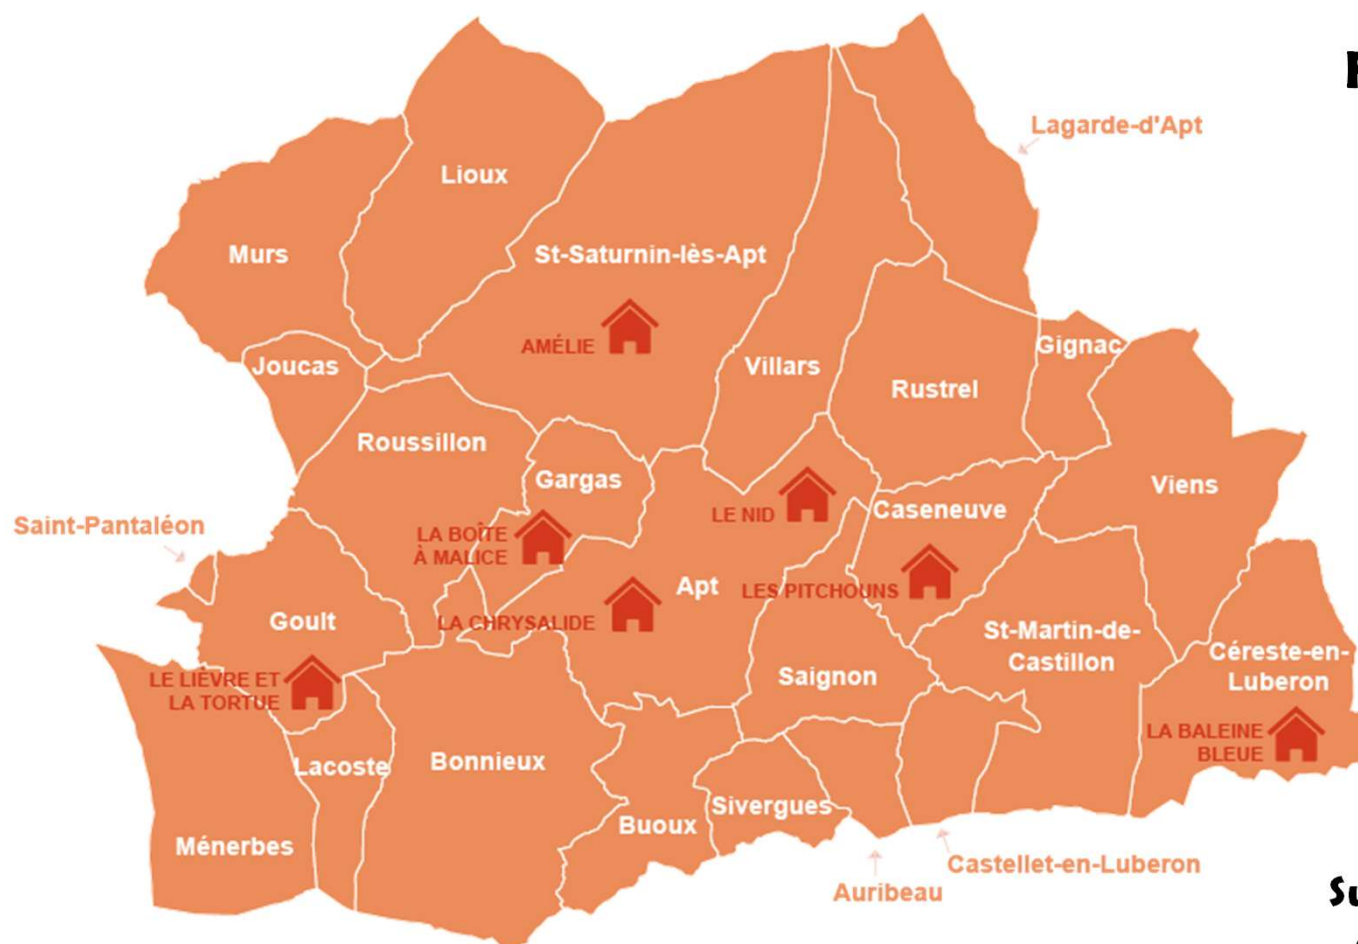 Lagarde-d'Apt
Lioux
Murs
St-Saturnin-lès-Apt
AMÉLIE
Joucas
Villars
Gignac
Rustrel
Roussillon
Gargas
Viens
Saint-Pantaléon
LA BOÎTE
À MALICE
LE NID
Caseneuve
Apt
LES PITCHOUNS
Goult
LA CHRYSALIDE
St-Martin-de-
Castillon
Céreste-en-
Luberon
LE LIÈVRE ET
LA TORTUE
Saignon
LA BALEINE
BLEUE
Lacoste
Bonnieux
Sivergues
Buoux
Ménerbes
Castellet-en-Luberon
Auribeau
Su